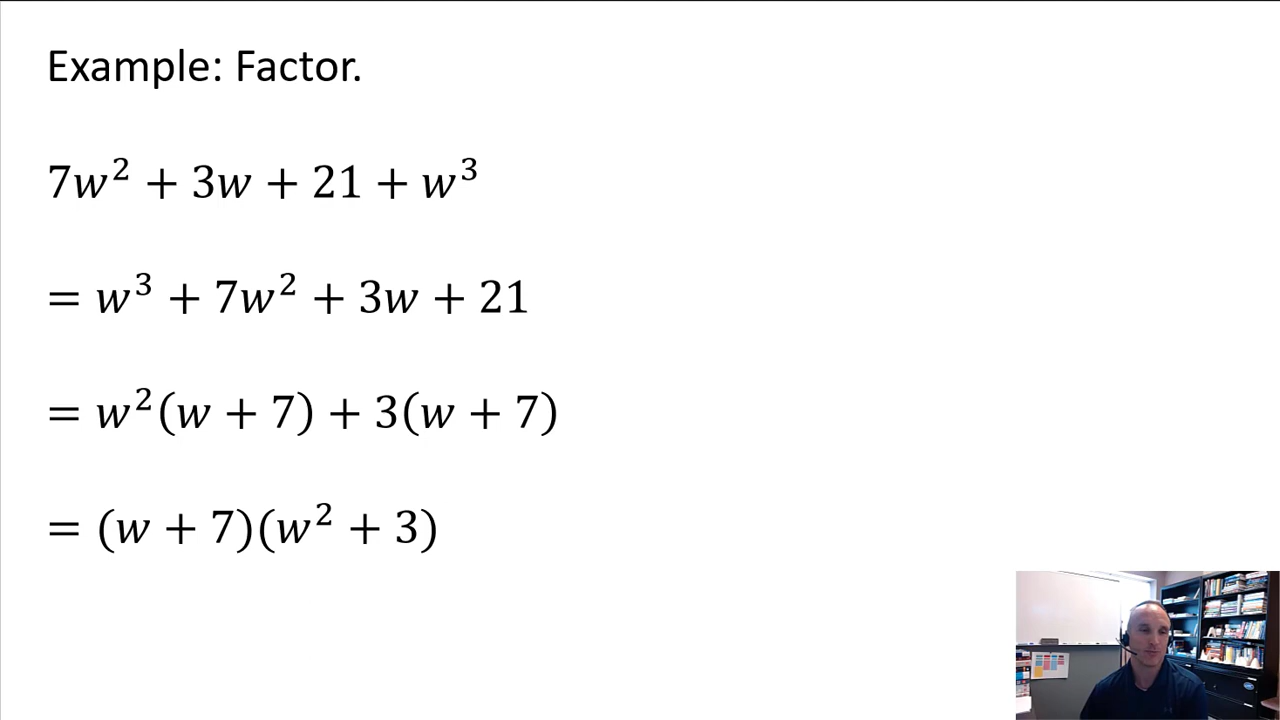 Example: Factor.
7w² + 3w + 21 + w³
= w³ + 7w² + 3w + 21
= w²(w + 7) + 3(w + 7)
= (w + 7)(w² + 3)